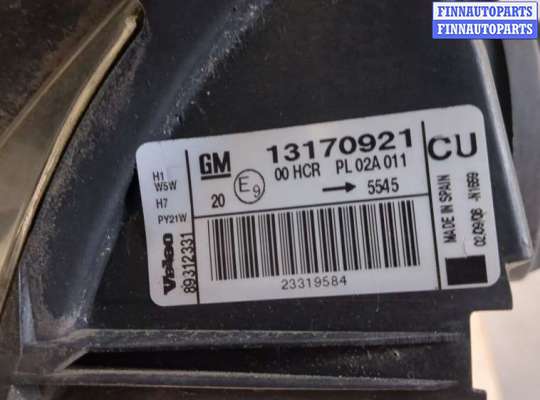 FINNAUTOPARTS
FINNAUTOPARTS
H1
W5W
H7
PY21W
GM 13170921
00 HCR PL 02A 011
20 E9 → 5545
Valeo
89312331
23319584
CU
MADE IN SPAIN